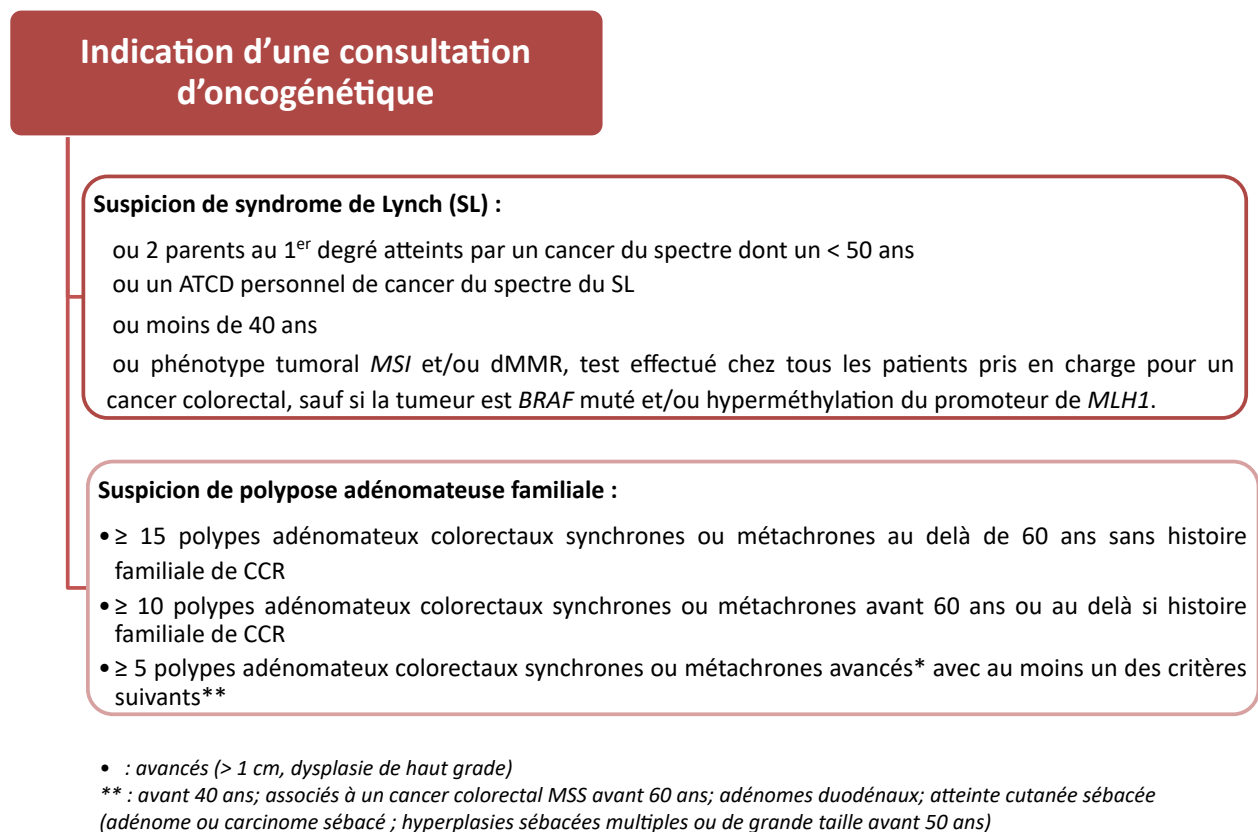 Indication d’une consultation
d’oncogénétique
Suspicion de syndrome de Lynch (SL) :
ou 2 parents au 1er degré atteints par un cancer du spectre dont un < 50 ans
ou un ATCD personnel de cancer du spectre du SL
ou moins de 40 ans
ou phénotype tumoral MSI et/ou dMMR, test effectué chez tous les patients pris en charge pour un
cancer colorectal, sauf si la tumeur est BRAF muté et/ou hyperméthylation du promoteur de MLH1.
Suspicion de polypose adénomateuse familiale :
• ≥ 15 polypes adénomateux colorectaux synchrones ou métachrones au delà de 60 ans sans histoire
familiale de CCR
• ≥ 10 polypes adénomateux colorectaux synchrones ou métachrones avant 60 ans ou au delà si histoire
familiale de CCR
• ≥ 5 polypes adénomateux colorectaux synchrones ou métachrones avancés* avec au moins un des critères
suivants**
• : avancés (> 1 cm, dysplasie de haut grade)
** : avant 40 ans; associés à un cancer colorectal MSS avant 60 ans; adénomes duodénaux; atteinte cutanée sébacée
(adénome ou carcinome sébacé ; hyperplasies sébacées multiples ou de grande taille avant 50 ans)